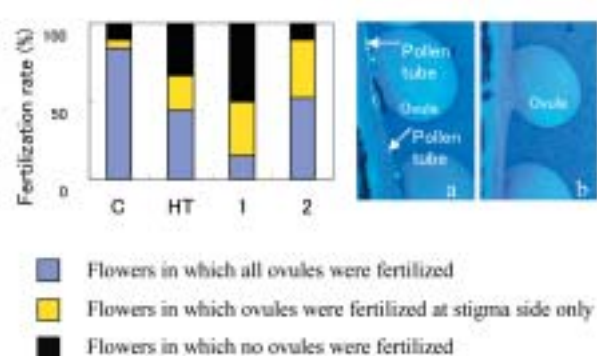 Fertilization rate (%)
100
50
0
C HT 1 2
Pollen
tube
Ovule
Pollen
tube
a
Ovule
b
Flowers in which all ovules were fertilized
Flowers in which ovules were fertilized at stigma side only
Flowers in which no ovules were fertilized